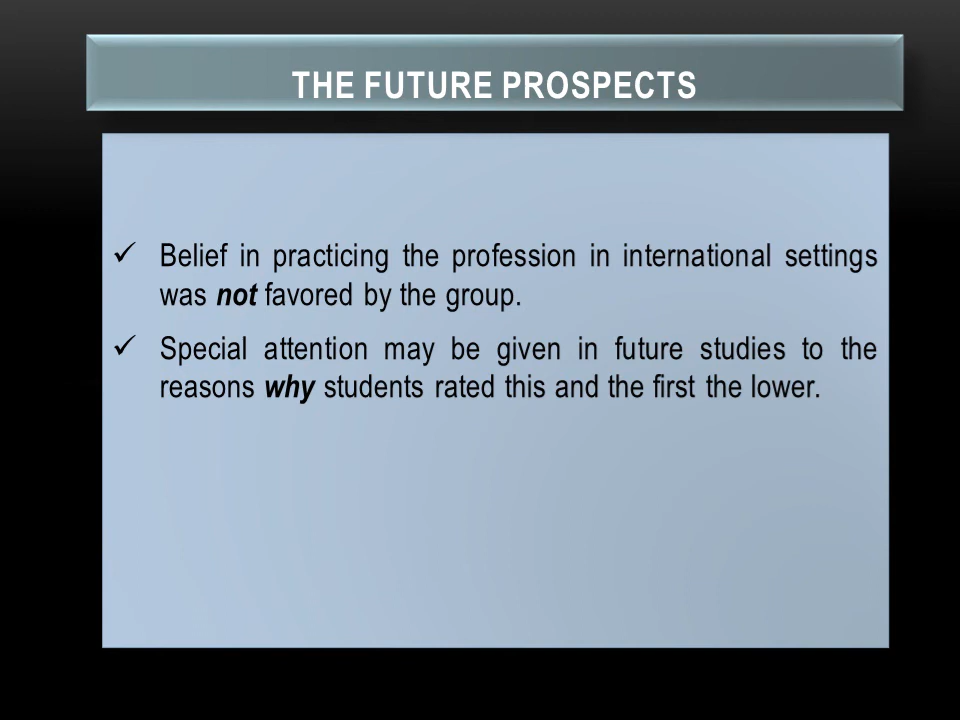 THE FUTURE PROSPECTS
✓ Belief in practicing the profession in international settings
was not favored by the group.
✓ Special attention may be given in future studies to the
reasons why students rated this and the first the lower.